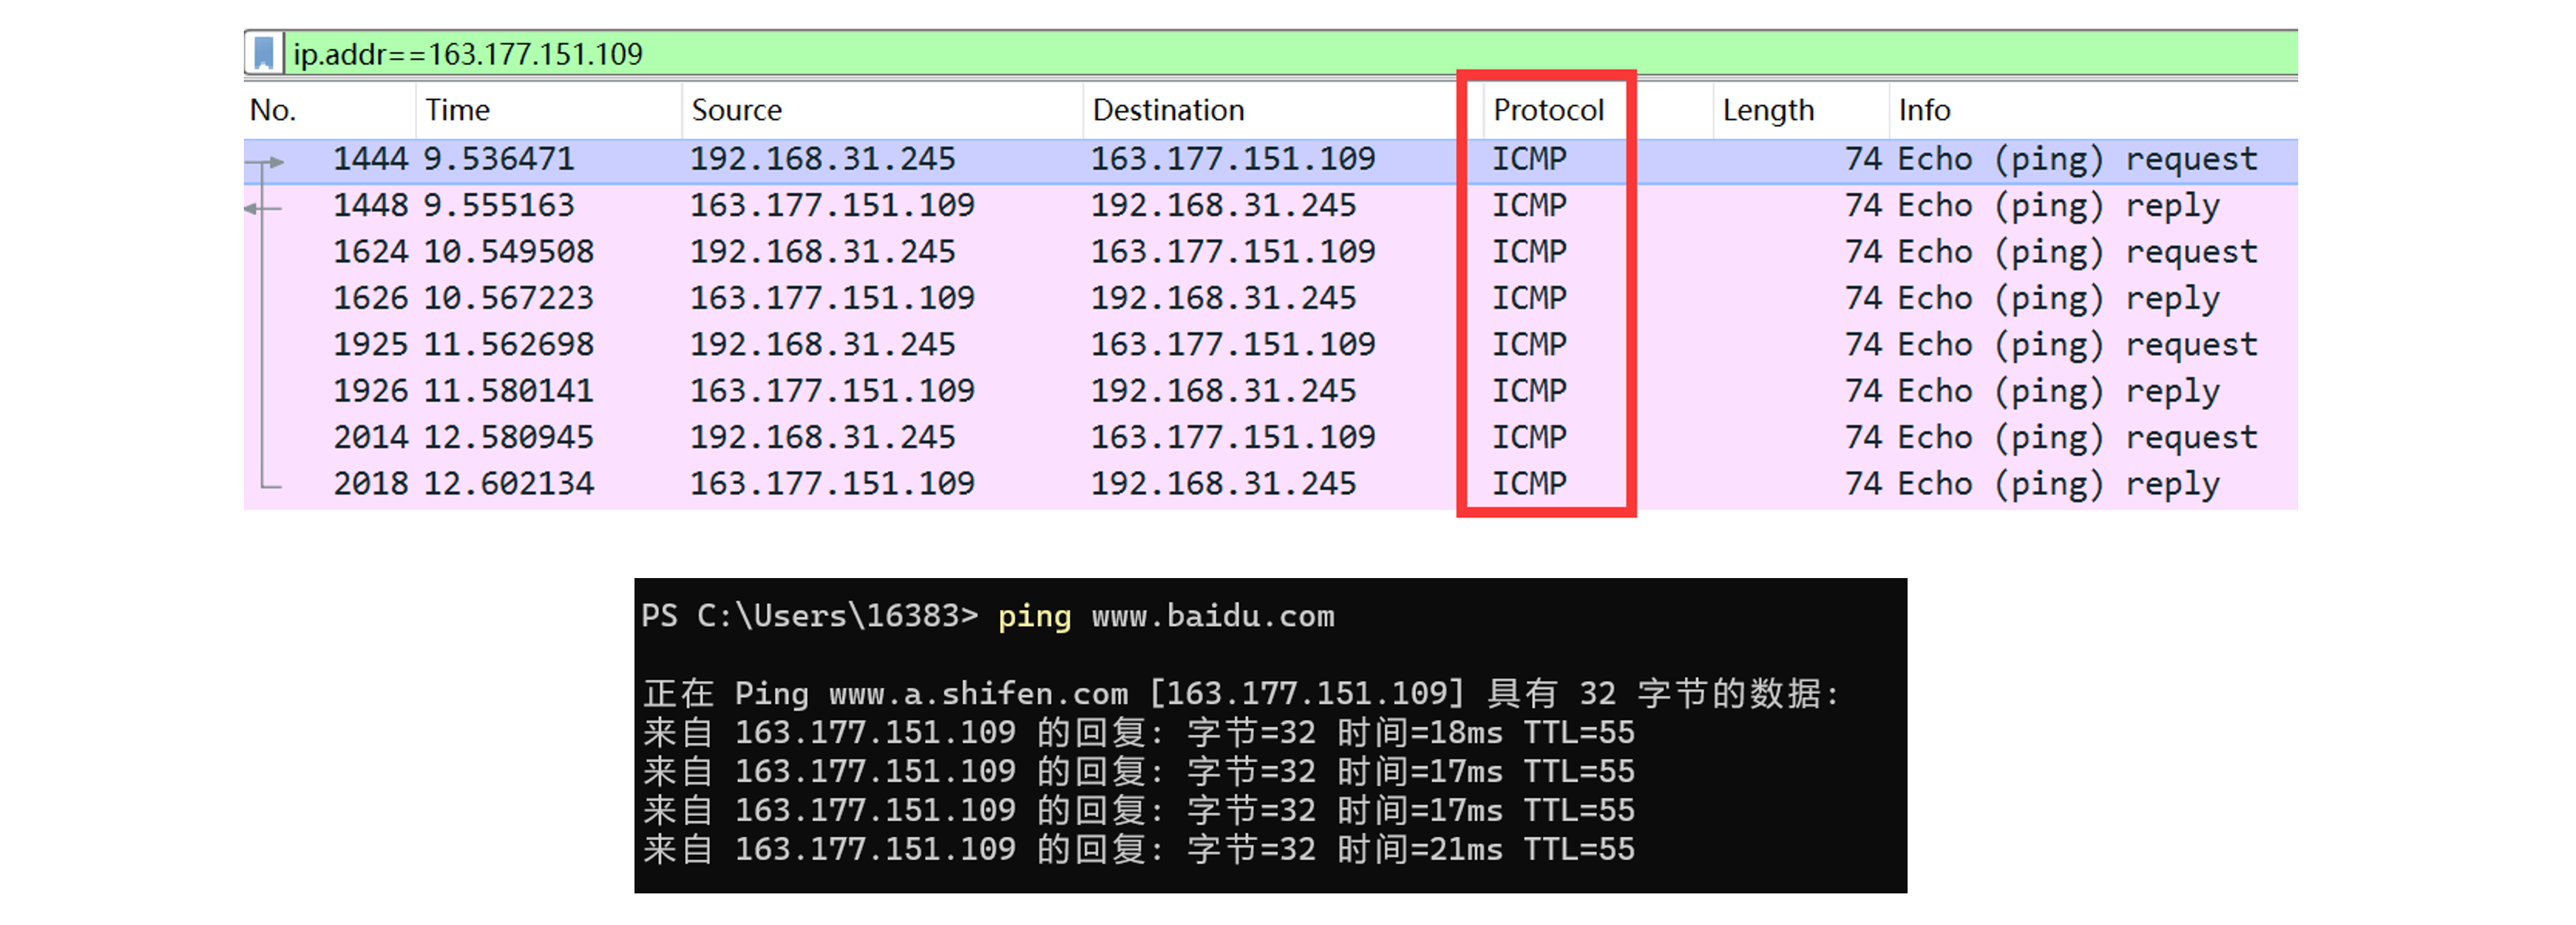 ip.addr==163.177.151.109
No. Time Source Destination Protocol Length Info
1444 9.536471 192.168.31.245 163.177.151.109 ICMP 74 Echo (ping) request
1448 9.555163 163.177.151.109 192.168.31.245 ICMP 74 Echo (ping) reply
1624 10.549508 192.168.31.245 163.177.151.109 ICMP 74 Echo (ping) request
1626 10.567223 163.177.151.109 192.168.31.245 ICMP 74 Echo (ping) reply
1925 11.562698 192.168.31.245 163.177.151.109 ICMP 74 Echo (ping) request
1926 11.580141 163.177.151.109 192.168.31.245 ICMP 74 Echo (ping) reply
2014 12.580945 192.168.31.245 163.177.151.109 ICMP 74 Echo (ping) request
2018 12.602134 163.177.151.109 192.168.31.245 ICMP 74 Echo (ping) reply
PS C:\Users\16383> ping www.baidu.com
正在 Ping www.a.shifen.com [163.177.151.109] 具有 32 字节的数据:
来自 163.177.151.109 的回复: 字节=32 时间=18ms TTL=55
来自 163.177.151.109 的回复: 字节=32 时间=17ms TTL=55
来自 163.177.151.109 的回复: 字节=32 时间=17ms TTL=55
来自 163.177.151.109 的回复: 字节=32 时间=21ms TTL=55